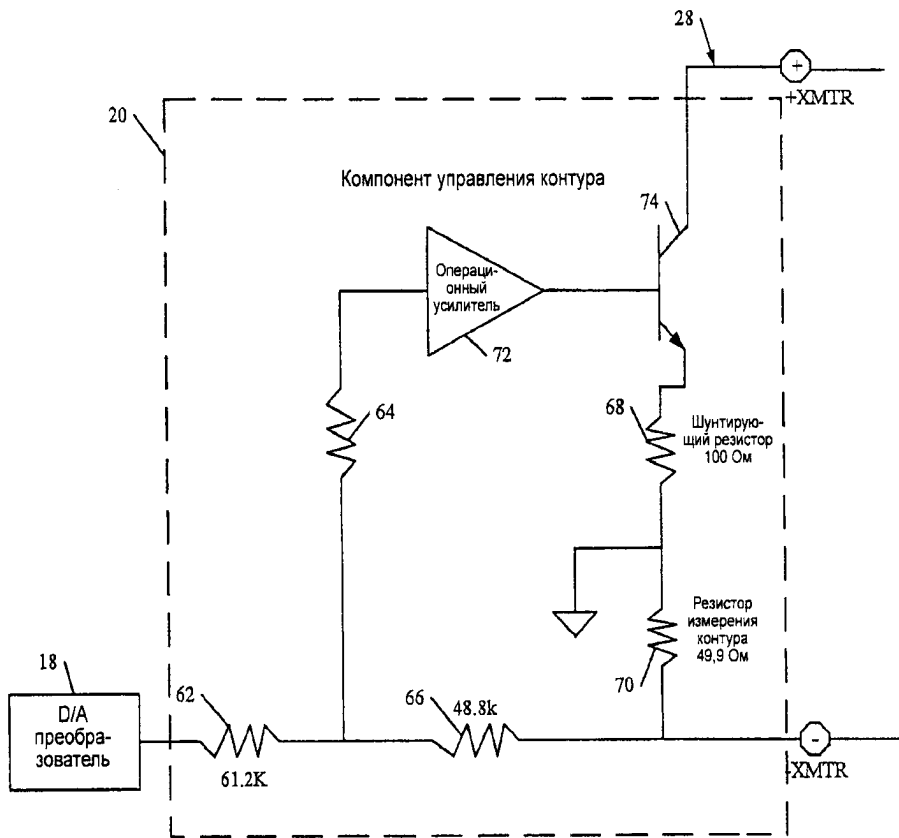 28
+
+XMTR
20
Компонент управления контура
74
Операци-
онный
усилитель
72
64
68
Шунтирую-
щий резистор
100 Ом
Резистор
измерения
контура
49,9 Ом
70
18
D/A
преобра-
зователь
62
61.2K
66
48.8k
-
-XMTR